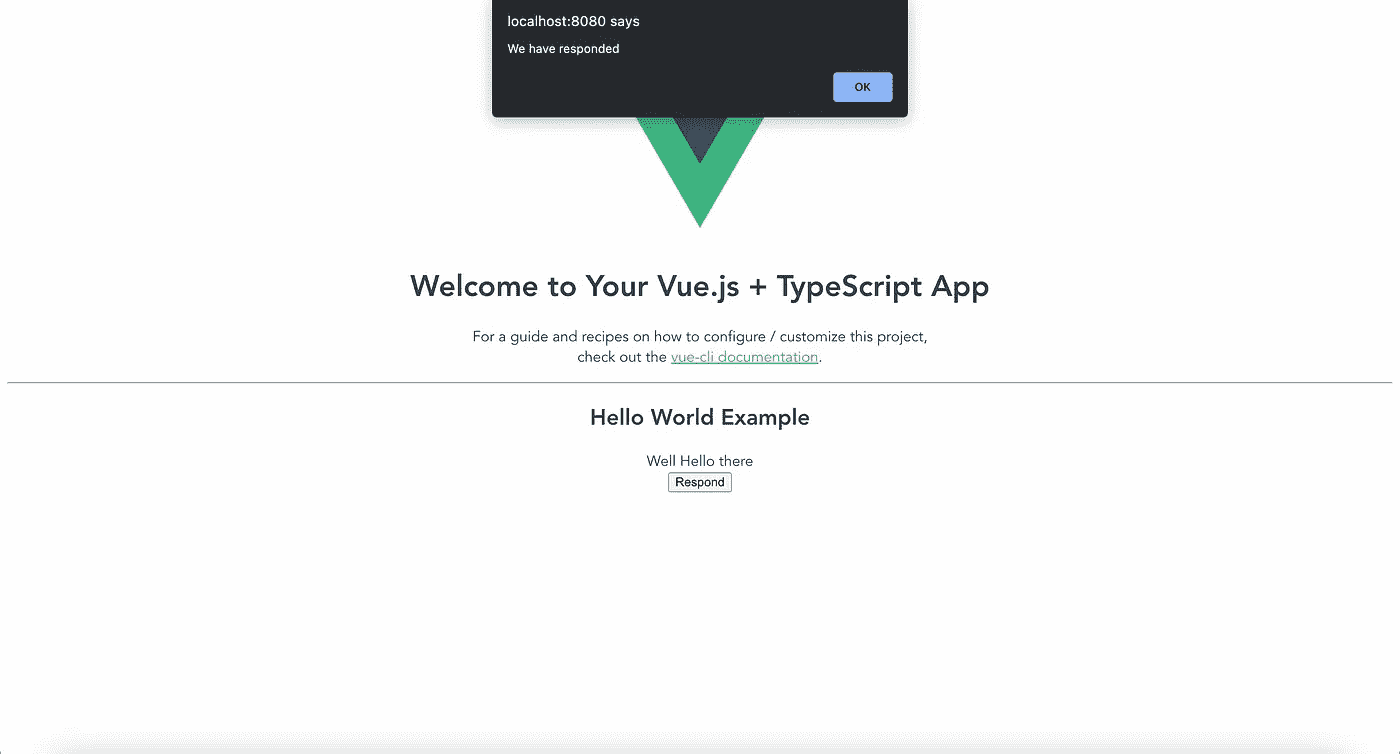 localhost:8080 says
We have responded
OK
Welcome to Your Vue.js + TypeScript App
For a guide and recipes on how to configure / customize this project,
check out the vue-cli documentation.
Hello World Example
Well Hello there
Respond